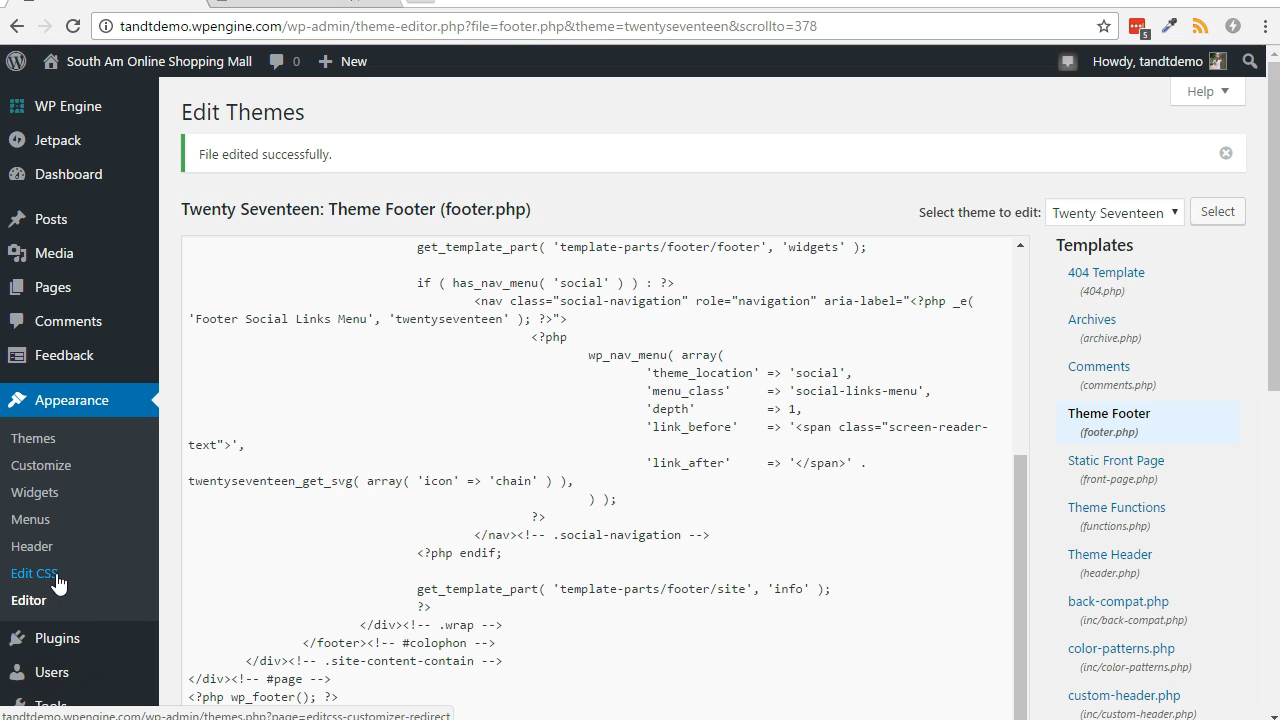 tandtdemo.wpengine.com/wp-admin/theme-editor.php?file=footer.php&theme=twentyseventeen&scrollto=378
5
South Am Online Shopping Mall
0
New
Howdy, tandtdemo
WP Engine
Jetpack
Dashboard
Posts
Media
Pages
Comments
Feedback
Appearance
Themes
Customize
Widgets
Menus
Header
Edit CSS
Editor
Plugins
Users
Tools
Help
Edit Themes
File edited successfully.
Twenty Seventeen: Theme Footer (footer.php)
Select theme to edit: Twenty Seventeen Select
get_template_part( 'template-parts/footer/footer', 'widgets' );
if ( has_nav_menu( 'social' ) ) : ?>
<nav class="social-navigation" role="navigation" aria-label="<?php _e(
'Footer Social Links Menu', 'twentyseventeen' ); ?>">
<?php
wp_nav_menu( array(
'theme_location' => 'social',
'menu_class' => 'social-links-menu',
'depth' => 1,
'link_before' => '<span class="screen-reader-
text">',
'link_after' => '</span>' .
twentyseventeen_get_svg( array( 'icon' => 'chain' ) ),
) );
?>
</nav><!-- .social-navigation -->
<?php endif;
get_template_part( 'template-parts/footer/site', 'info' );
?>
</div><!-- .wrap -->
</footer><!-- #colophon -->
</div><!-- .site-content-contain -->
</div><!-- #page -->
<?php wp_footer(); ?>
Templates
404 Template
(404.php)
Archives
(archive.php)
Comments
(comments.php)
Theme Footer
(footer.php)
Static Front Page
(front-page.php)
Theme Functions
(functions.php)
Theme Header
(header.php)
back-compat.php
(inc/back-compat.php)
color-patterns.php
(inc/color-patterns.php)
custom-header.php
(inc/custom-header.php)
tandtdemo.wpengine.com/wp-admin/themes.php?page=editcss-customizer-redirect